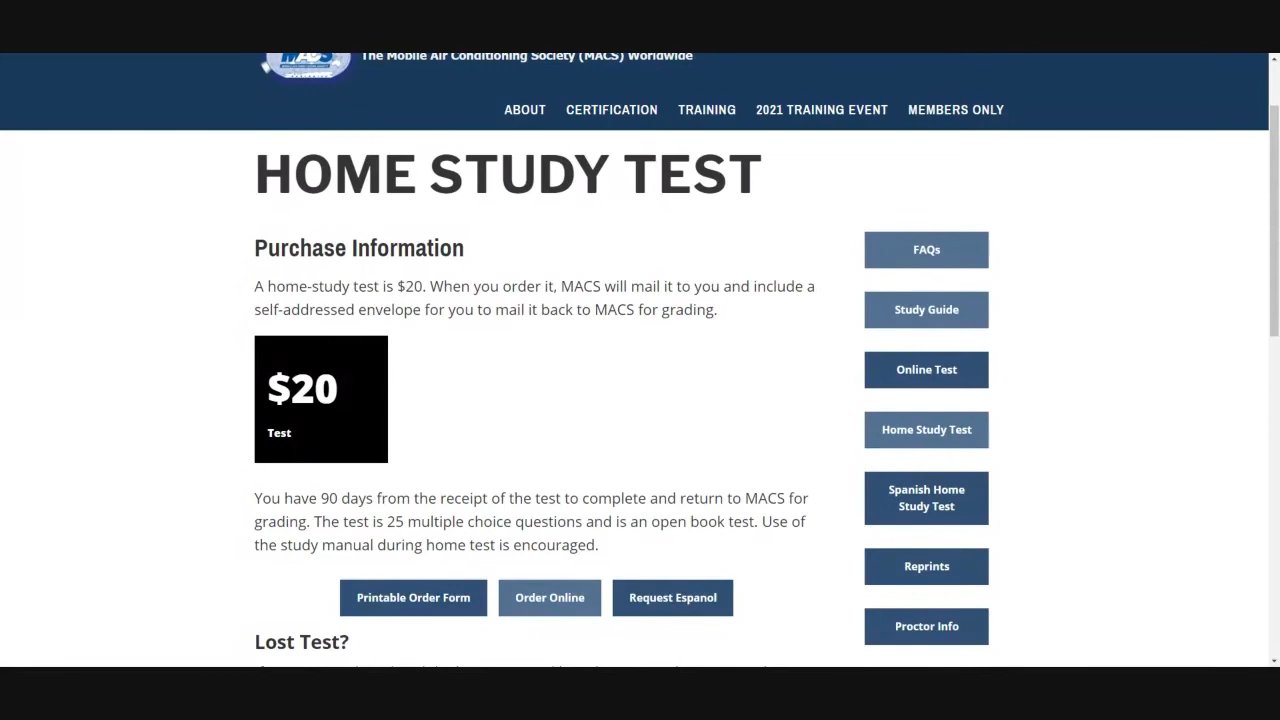 MACS
The Mobile Air Conditioning Society (MACS) Worldwide
ABOUT CERTIFICATION TRAINING 2021 TRAINING EVENT MEMBERS ONLY
HOME STUDY TEST
Purchase Information
A home-study test is $20. When you order it, MACS will mail it to you and include a
self-addressed envelope for you to mail it back to MACS for grading.
$20
Test
You have 90 days from the receipt of the test to complete and return to MACS for
grading. The test is 25 multiple choice questions and is an open book test. Use of
the study manual during home test is encouraged.
Printable Order Form Order Online Request Espanol
Lost Test?
FAQs
Study Guide
Online Test
Home Study Test
Spanish Home
Study Test
Reprints
Proctor Info